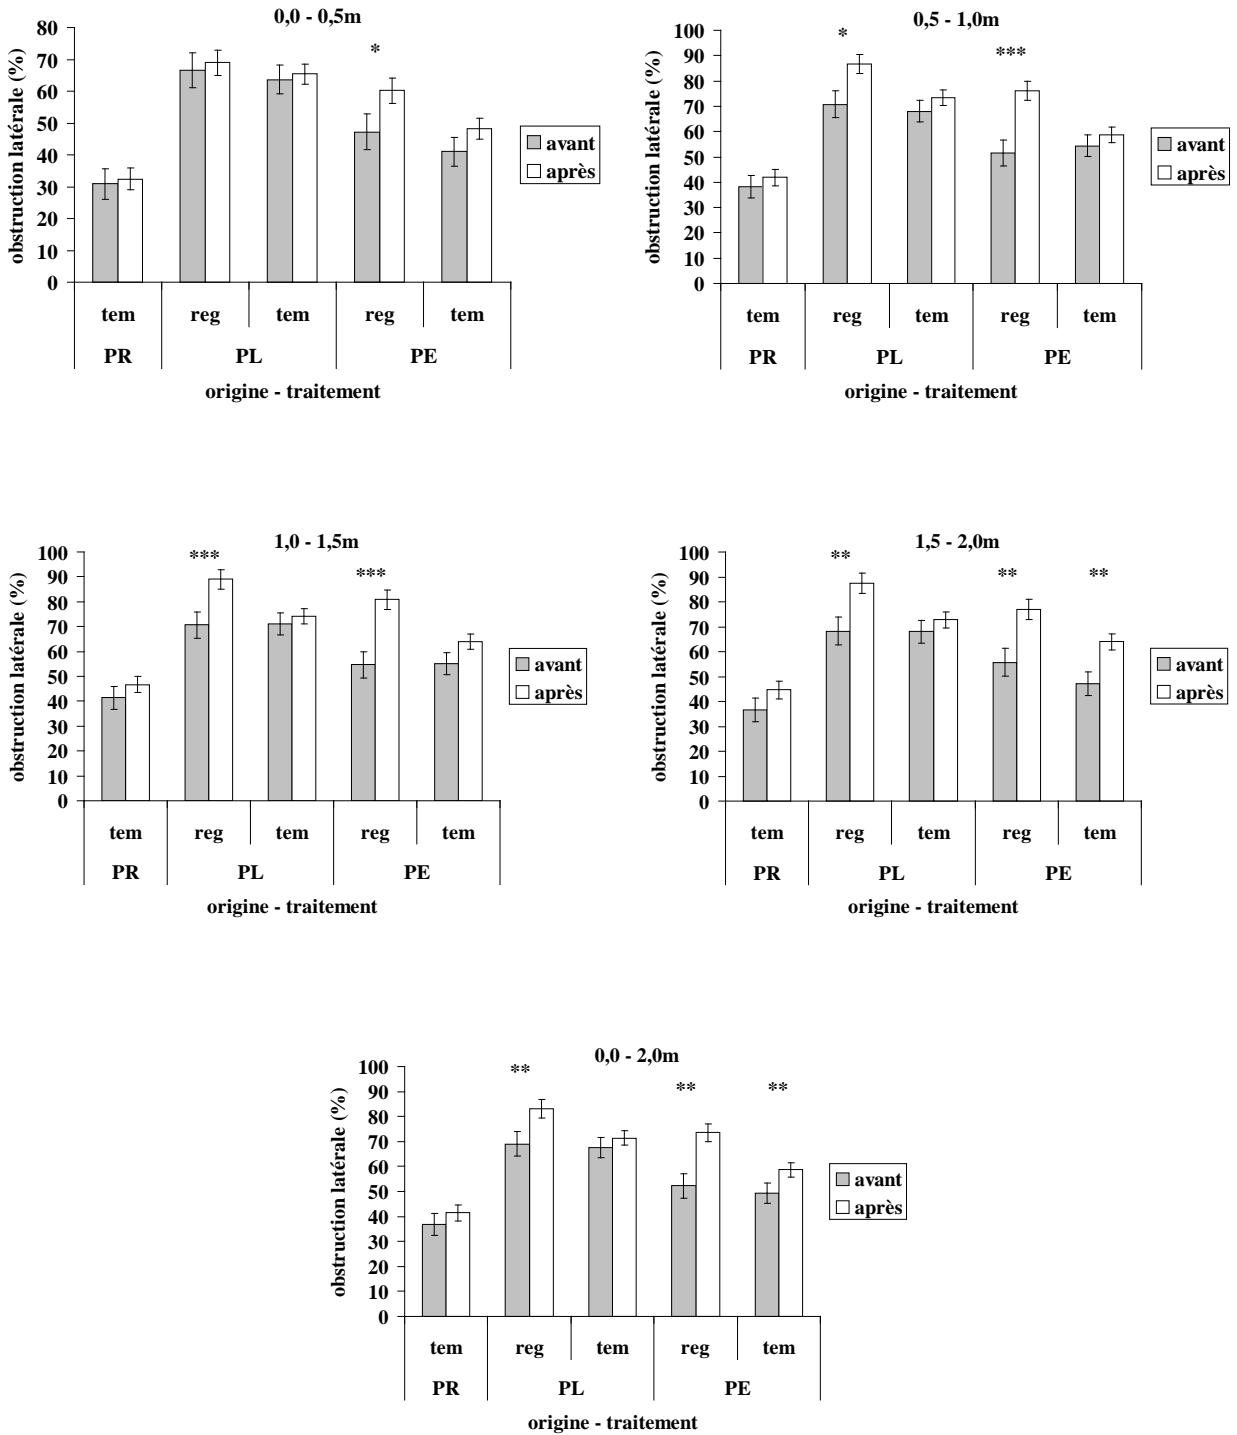 0,0 - 0,5m
obstruction latérale (%)
80
70
60
50
40
30
20
10
0
*
avant
après
tem reg tem reg tem
PR PL PE
origine - traitement
0,5 - 1,0m
obstruction latérale (%)
100
90
80
70
60
50
40
30
20
10
0
* ***
avant
après
tem reg tem reg tem
PR PL PE
origine - traitement
1,0 - 1,5m
obstruction latérale (%)
100
90
80
70
60
50
40
30
20
10
0
*** ***
avant
après
tem reg tem reg tem
PR PL PE
origine - traitement
1,5 - 2,0m
obstruction latérale (%)
100
90
80
70
60
50
40
30
20
10
0
** ** **
avant
après
tem reg tem reg tem
PR PL PE
origine - traitement
0,0 - 2,0m
obstruction latérale (%)
100
90
80
70
60
50
40
30
20
10
0
** ** **
avant
après
tem reg tem reg tem
PR PL PE
origine - traitement